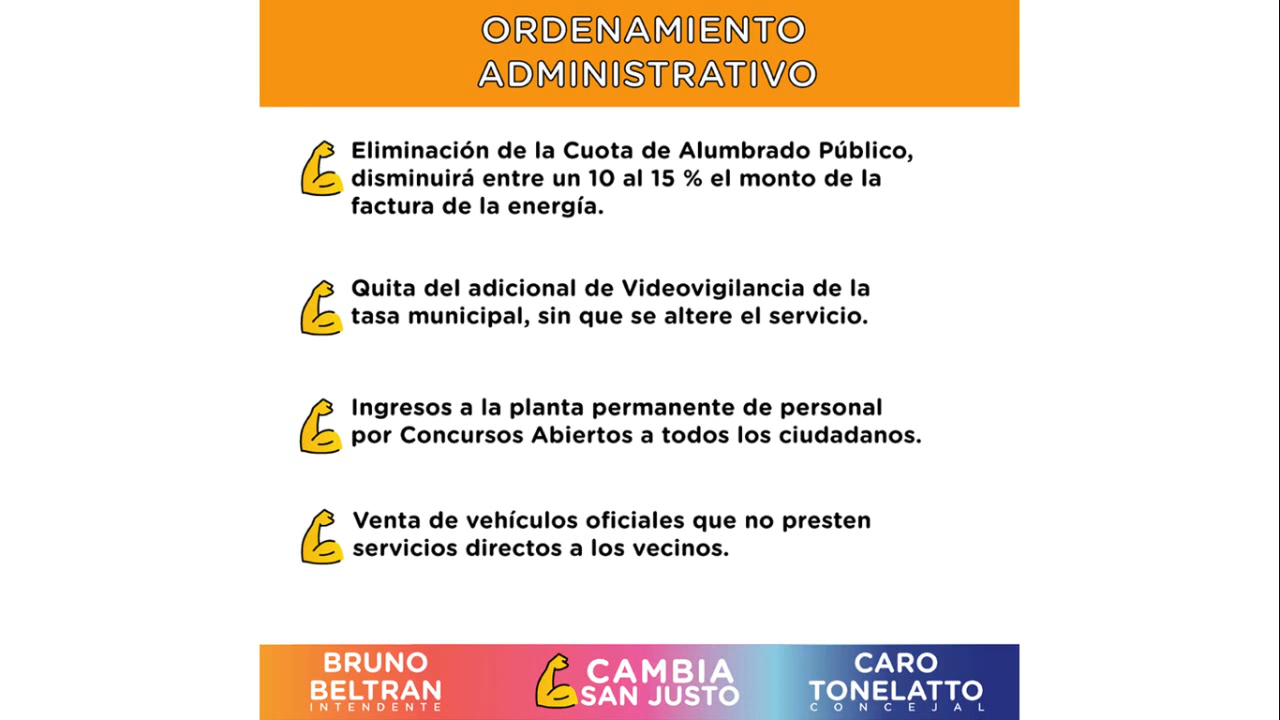 ORDENAMIENTO
ADMINISTRATIVO
Eliminación de la Cuota de Alumbrado Público,
disminuirá entre un 10 al 15 % el monto de la
factura de la energía.
Quita del adicional de Videovigilancia de la
tasa municipal, sin que se altere el servicio.
Ingresos a la planta permanente de personal
por Concursos Abiertos a todos los ciudadanos.
Venta de vehículos oficiales que no presten
servicios directos a los vecinos.
BRUNO
BELTRAN
INTENDENTE
CAMBIA
SAN JUSTO
CARO
TONELATTO
CONCEJAL